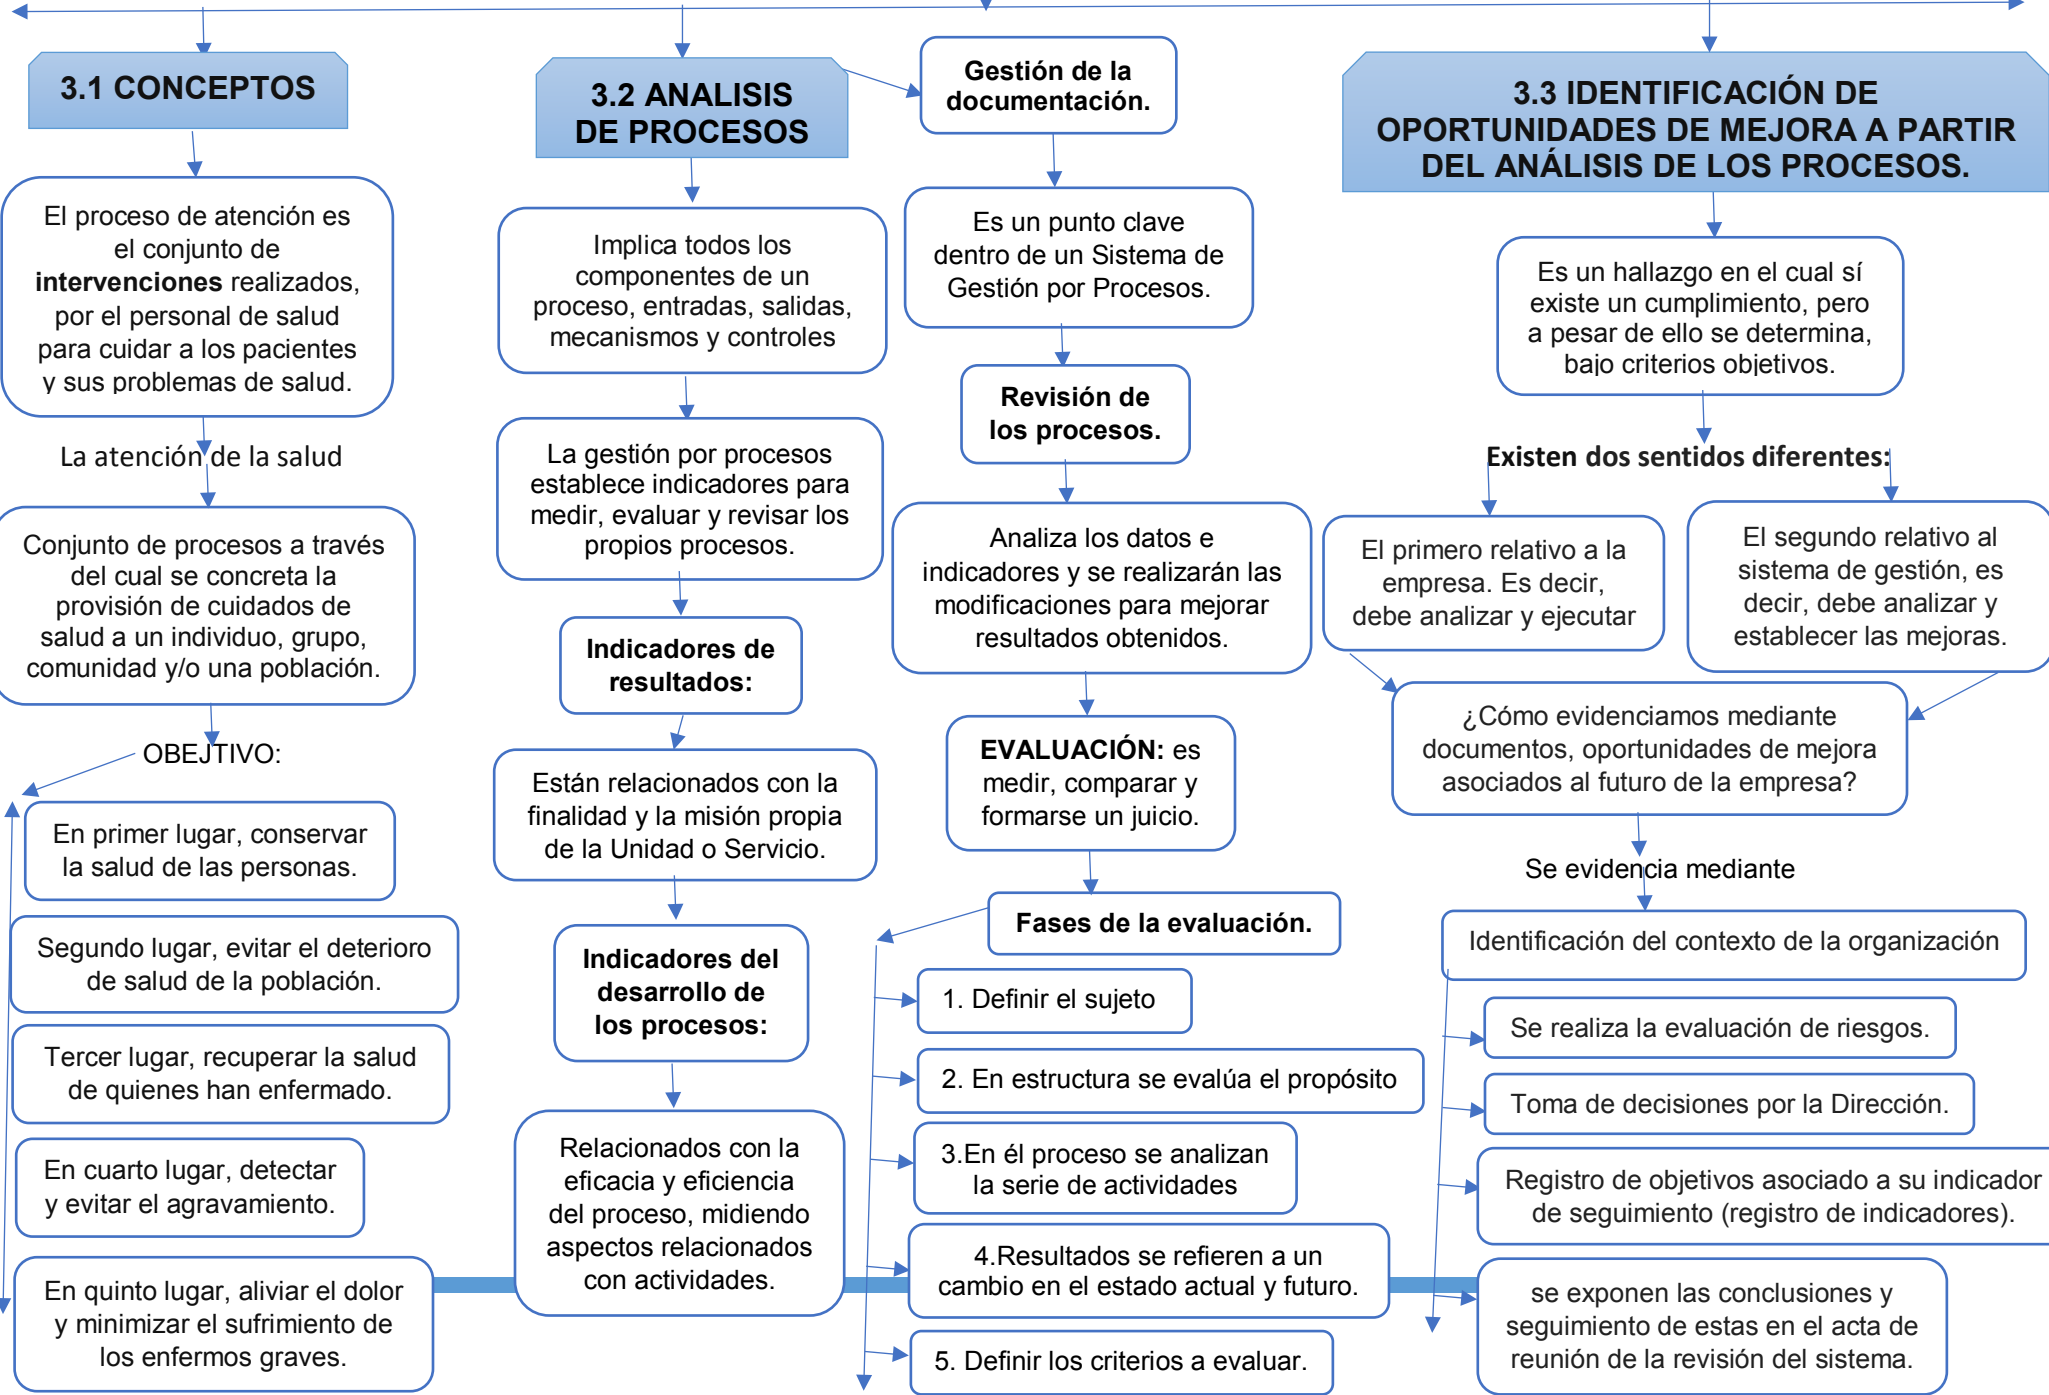 3.1 CONCEPTOS
El proceso de atención es
el conjunto de
intervenciones realizados,
por el personal de salud
para cuidar a los pacientes
y sus problemas de salud.
La atención de la salud
Conjunto de procesos a través
del cual se concreta la
provisión de cuidados de
salud a un individuo, grupo,
comunidad y/o una población.
OBEJTIVO:
En primer lugar, conservar
la salud de las personas.
Segundo lugar, evitar el deterioro
de salud de la población.
Tercer lugar, recuperar la salud
de quienes han enfermado.
En cuarto lugar, detectar
y evitar el agravamiento.
En quinto lugar, aliviar el dolor
y minimizar el sufrimiento de
los enfermos graves.
3.2 ANALISIS
DE PROCESOS
Implica todos los
componentes de un
proceso, entradas, salidas,
mecanismos y controles
La gestión por procesos
establece indicadores para
medir, evaluar y revisar los
propios procesos.
Indicadores de
resultados:
Están relacionados con la
finalidad y la misión propia
de la Unidad o Servicio.
Indicadores del
desarrollo de
los procesos:
Relacionados con la
eficacia y eficiencia
del proceso, midiendo
aspectos relacionados
con actividades.
Gestión de la
documentación.
Es un punto clave
dentro de un Sistema de
Gestión por Procesos.
Revisión de
los procesos.
Analiza los datos e
indicadores y se realizarán las
modificaciones para mejorar
resultados obtenidos.
EVALUACIÓN: es
medir, comparar y
formarse un juicio.
Fases de la evaluación.
1. Definir el sujeto
2. En estructura se evalúa el propósito
3.En él proceso se analizan
la serie de actividades
4.Resultados se refieren a un
cambio en el estado actual y futuro.
5. Definir los criterios a evaluar.
3.3 IDENTIFICACIÓN DE
OPORTUNIDADES DE MEJORA A PARTIR
DEL ANÁLISIS DE LOS PROCESOS.
Es un hallazgo en el cual sí
existe un cumplimiento, pero
a pesar de ello se determina,
bajo criterios objetivos.
Existen dos sentidos diferentes:
El primero relativo a la
empresa. Es decir,
debe analizar y ejecutar
El segundo relativo al
sistema de gestión, es
decir, debe analizar y
establecer las mejoras.
¿Cómo evidenciamos mediante
documentos, oportunidades de mejora
asociados al futuro de la empresa?
Se evidencia mediante
Identificación del contexto de la organización
Se realiza la evaluación de riesgos.
Toma de decisiones por la Dirección.
Registro de objetivos asociado a su indicador
de seguimiento (registro de indicadores).
se exponen las conclusiones y
seguimiento de estas en el acta de
reunión de la revisión del sistema.